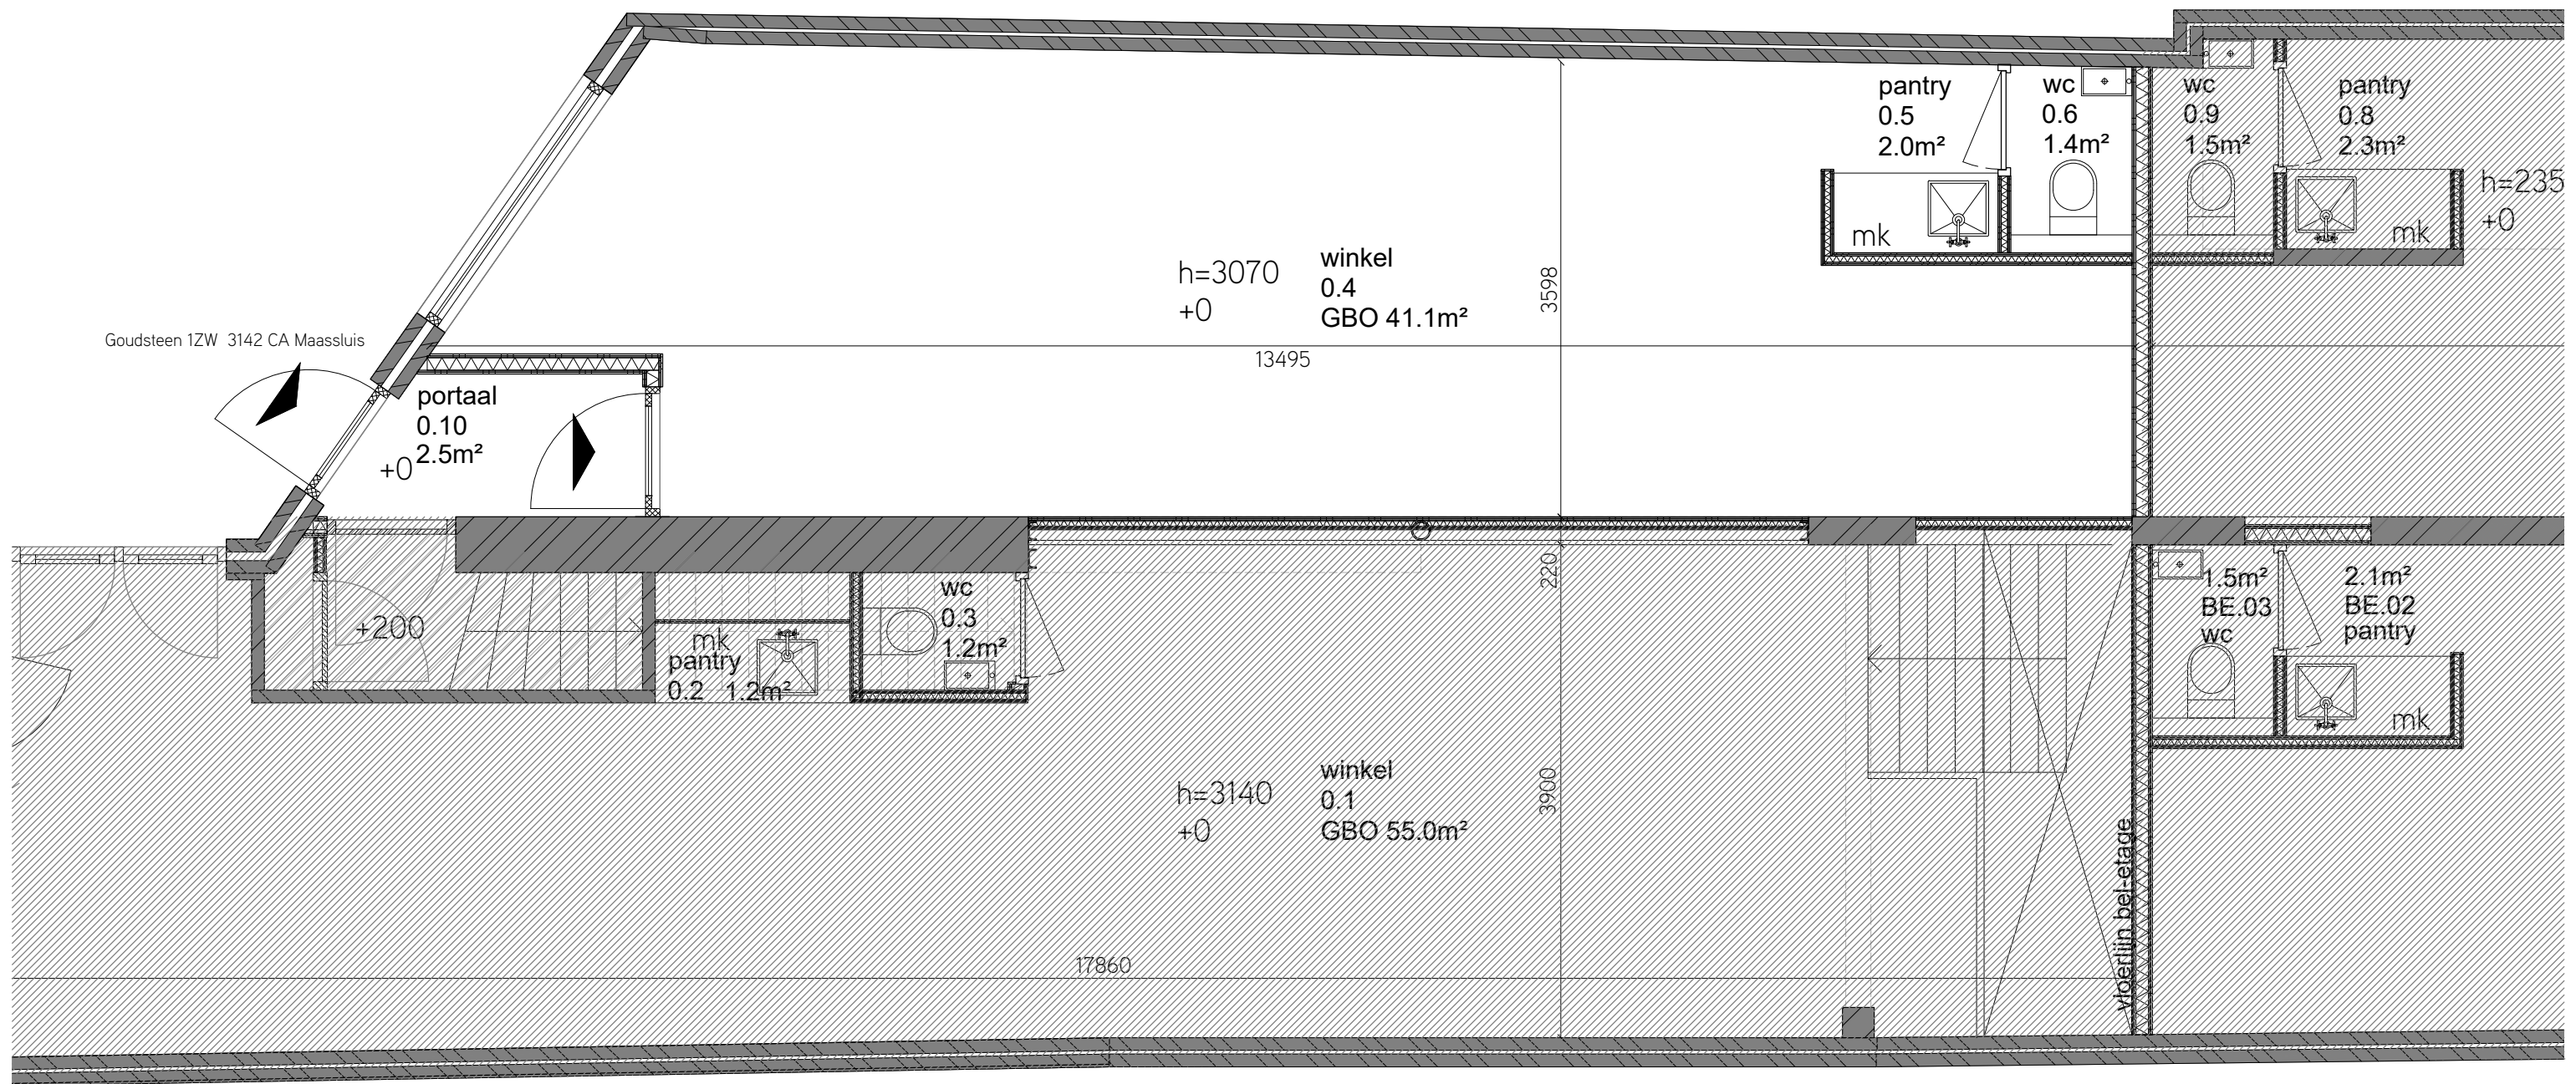 pantry
0.5
2.0m²
wc
0.6
1.4m²
wc
0.9
1.5m²
pantry
0.8
2.3m²
h=235
+0
mk
mk
h=3070
+0
winkel
0.4
GBO 41.1m²
3598
13495
Goudsteen 1ZW 3142 CA Maassluis
portaal
0.10
2.5m²
+0
+200
mk
pantry
0.2 1.2m²
wc
0.3
1.2m²
220
1.5m²
BE.03
wc
2.1m²
BE.02
pantry
mk
h=3140
+0
winkel
0.1
GBO 55.0m²
3900
vloerlijn bel-etage
17860